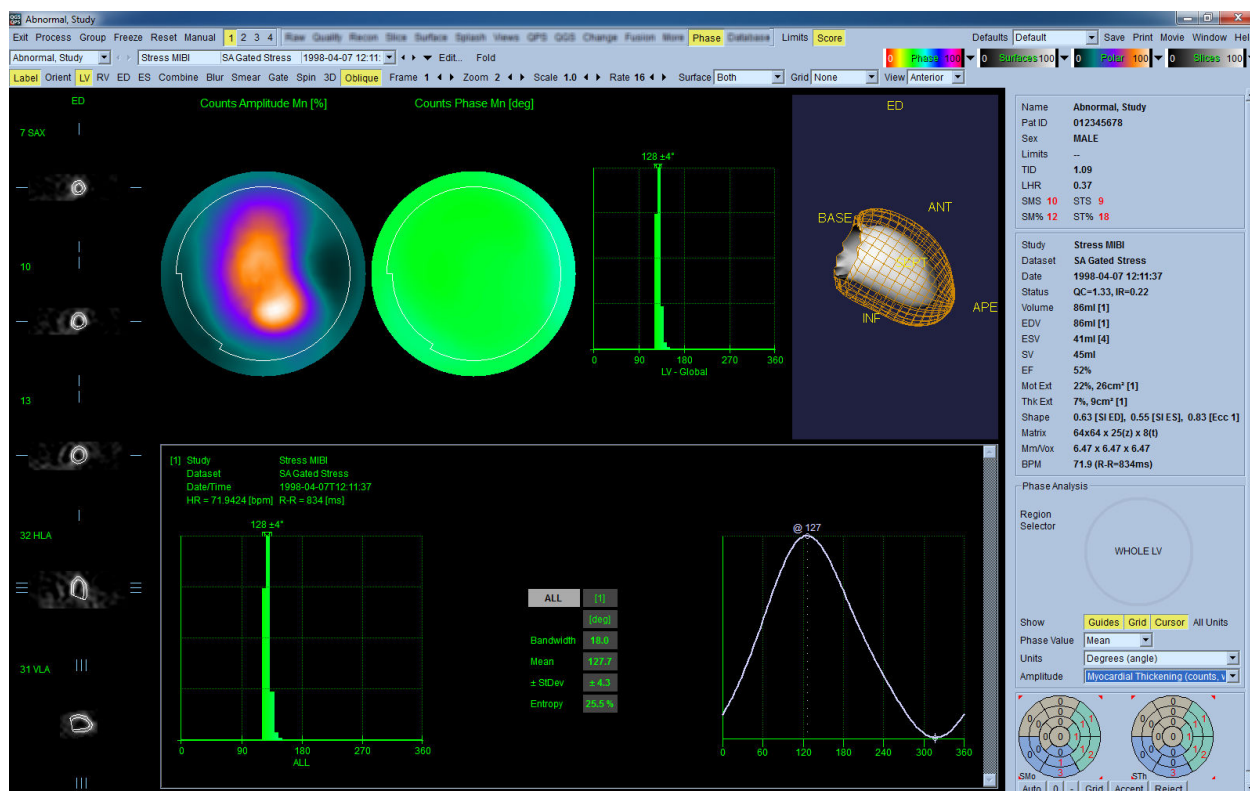 Abnormal, Study
Exit Process Group Freeze Reset Manual 1 2 3 4 Raw Quality Recon Slice Surface Splash Views QPS QGS Change Fusion More Phase Database Limits Score Defaults Default Save Print Movie Window Hel
Abnormal, Study Stress MIBI SA Gated Stress 1998-04-07 12:11: Edit... Fold 0 Phase 100 0 Surfaces 100 0 Polar 100 0 Slices 100
Label Orient LV RV ED ES Combine Blur Smear Gate Spin 3D Oblique Frame 1 Zoom 2 Scale 1.0 Rate 16 Surface Both Grid None View Anterior
ED
7 SAX
10
13
32 HLA
31 VLA
Counts Amplitude Mn [%]
Counts Phase Mn [deg]
128 ±4°
0 90 180 270 360
LV - Global
ED
BASE
ANT
SEPT
INF
APE
[1] Study Stress MIBI
Dataset SA Gated Stress
Date/Time 1998-04-07T12:11:37
HR = 71.9424 [bpm] R-R = 834 [ms]
128 ±4°
0 90 180 270 360
ALL
ALL [1]
[deg]
Bandwidth 18.0
Mean 127.7
± StDev ± 4.3
Entropy 25.5 %
@ 127
0 60 120 180 240 300 360
Name Abnormal, Study
Pat ID 012345678
Sex MALE
Limits --
TID 1.09
LHR 0.37
SMS 10 STS 9
SM% 12 ST% 18
Study Stress MIBI
Dataset SA Gated Stress
Date 1998-04-07 12:11:37
Status QC=1.33, IR=0.22
Volume 86ml [1]
EDV 86ml [1]
ESV 41ml [4]
SV 45ml
EF 52%
Mot Ext 22%, 26cm² [1]
Thk Ext 7%, 9cm² [1]
Shape 0.63 [SI ED], 0.55 [SI ES], 0.83 [Ecc 1]
Matrix 64x64 x 25(z) x 8(t)
Mm/Vox 6.47 x 6.47 x 6.47
BPM 71.9 (R-R=834ms)
Phase Analysis
Region
Selector
WHOLE LV
Show Guides Grid Cursor All Units
Phase Value Mean
Units Degrees (angle)
Amplitude Myocardial Thickening (counts,
SMo
STh
Auto 0 - Grid Accept Reject